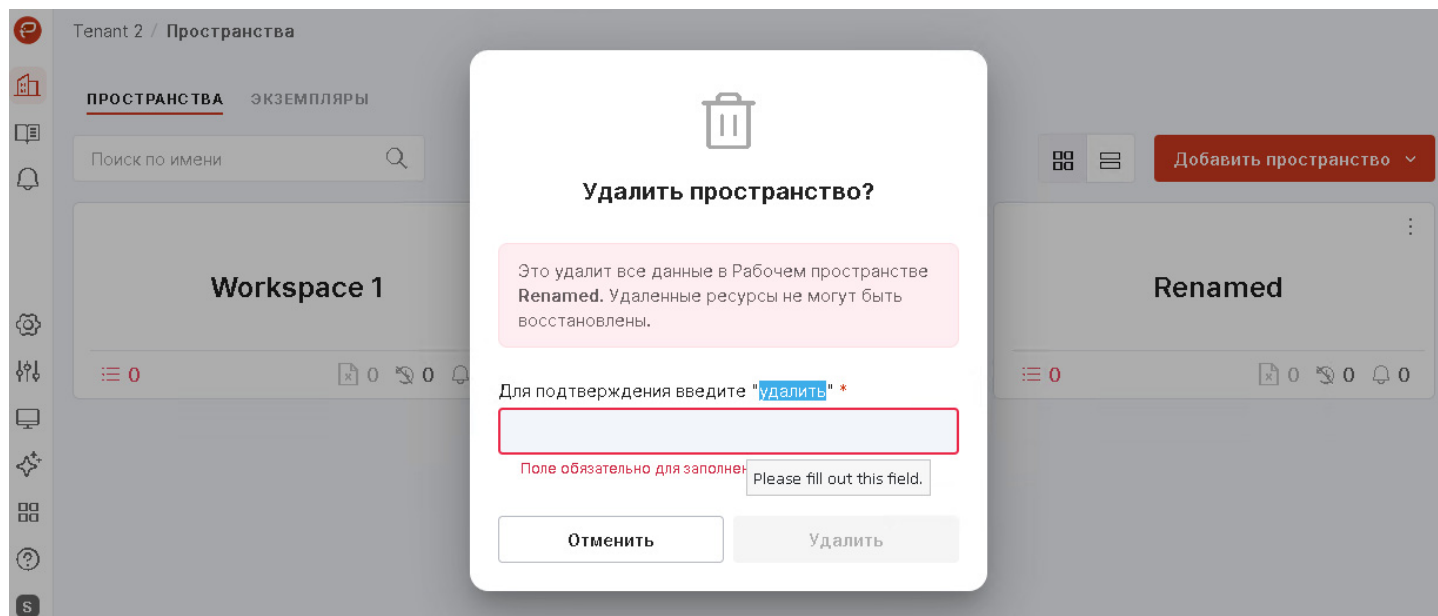 Tenant 2 / Пространства
ПРОСТРАНСТВА ЭКЗЕМПЛЯРЫ
Поиск по имени
Добавить пространство
Workspace 1
0
0 0
Удалить пространство?
Это удалит все данные в Рабочем пространстве
Renamed. Удаленные ресурсы не могут быть
восстановлены.
Для подтверждения введите "удалить" *
Поле обязательно для заполнен
Please fill out this field.
Отменить Удалить
Renamed
0
0 0 0
S